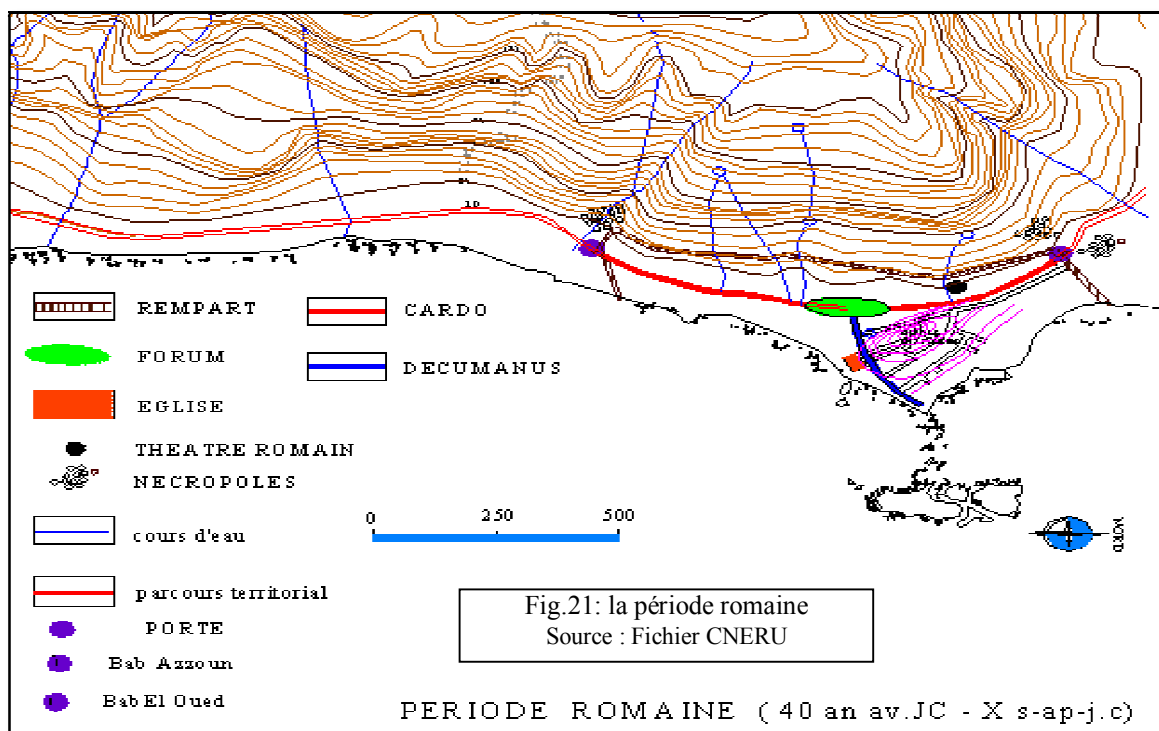 10
REMPART
CARDO
FORUM
DECUMANUS
EGLISE
THEATRE ROMAIN
NECROPOLES
0 250 500
cours d'eau
NORD
parcours territorial
Fig.21: la période romaine
Source : Fichier CNERU
PORTE
Bab Azzoun
Bab El Oued
PERIODE ROMAINE ( 40 an av.JC - X s-ap-j.c)